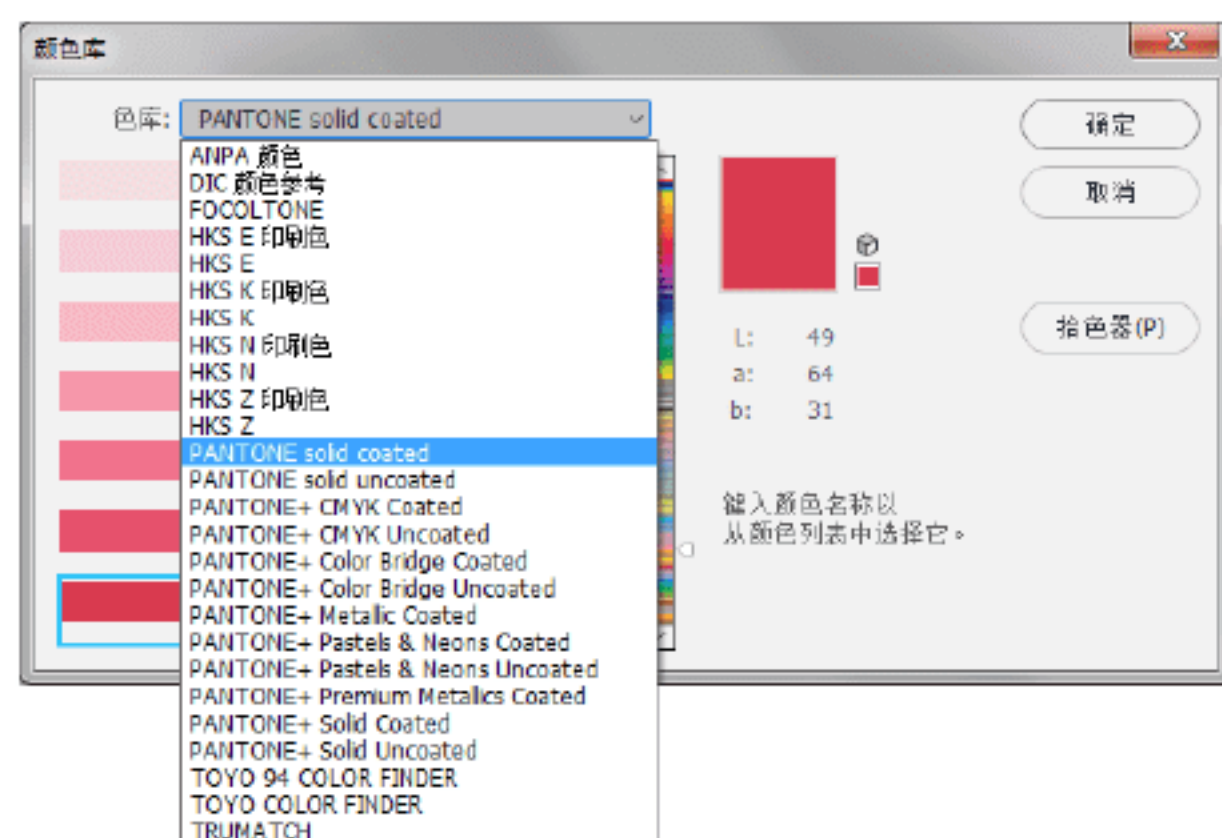 颜色库
色库: PANTONE solid coated
确定
取消
拾色器(P)
ANPA 颜色
DIC 颜色参考
FOCOLTONE
HKS E 印刷色
HKS E
HKS K 印刷色
HKS K
HKS N 印刷色
HKS N
HKS Z 印刷色
HKS Z
PANTONE solid coated
PANTONE solid uncoated
PANTONE+ CMYK Coated
PANTONE+ CMYK Uncoated
PANTONE+ Color Bridge Coated
PANTONE+ Color Bridge Uncoated
PANTONE+ Metallic Coated
PANTONE+ Pastels & Neons Coated
PANTONE+ Pastels & Neons Uncoated
PANTONE+ Premium Metallics Coated
PANTONE+ Solid Coated
PANTONE+ Solid Uncoated
TOYO 94 COLOR FINDER
TOYO COLOR FINDER
TRUMATCH
L: 49
a: 64
b: 31
键入颜色名称以
从颜色列表中选择它。